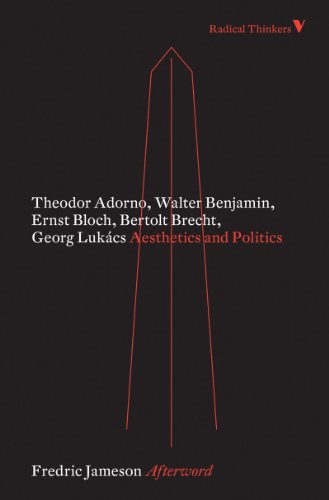 Radical Thinkers V
Theodor Adorno, Walter Benjamin,
Ernst Bloch, Bertolt Brecht,
Georg Lukács Aesthetics and Politics
Fredric Jameson Afterword